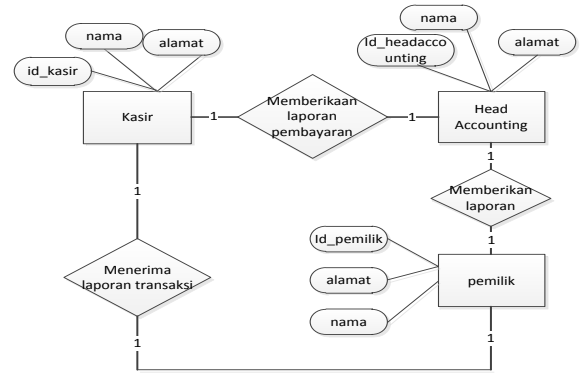 nama
alamat
id_kasir
Kasir
1
Memberikaan
laporan
pembayaran
1
nama
Id_headacco
unting
alamat
Head
Accounting
1
Memberikan
laporan
1
Id_pemilik
alamat
nama
pemilik
1
1
Menerima
laporan transaksi
1